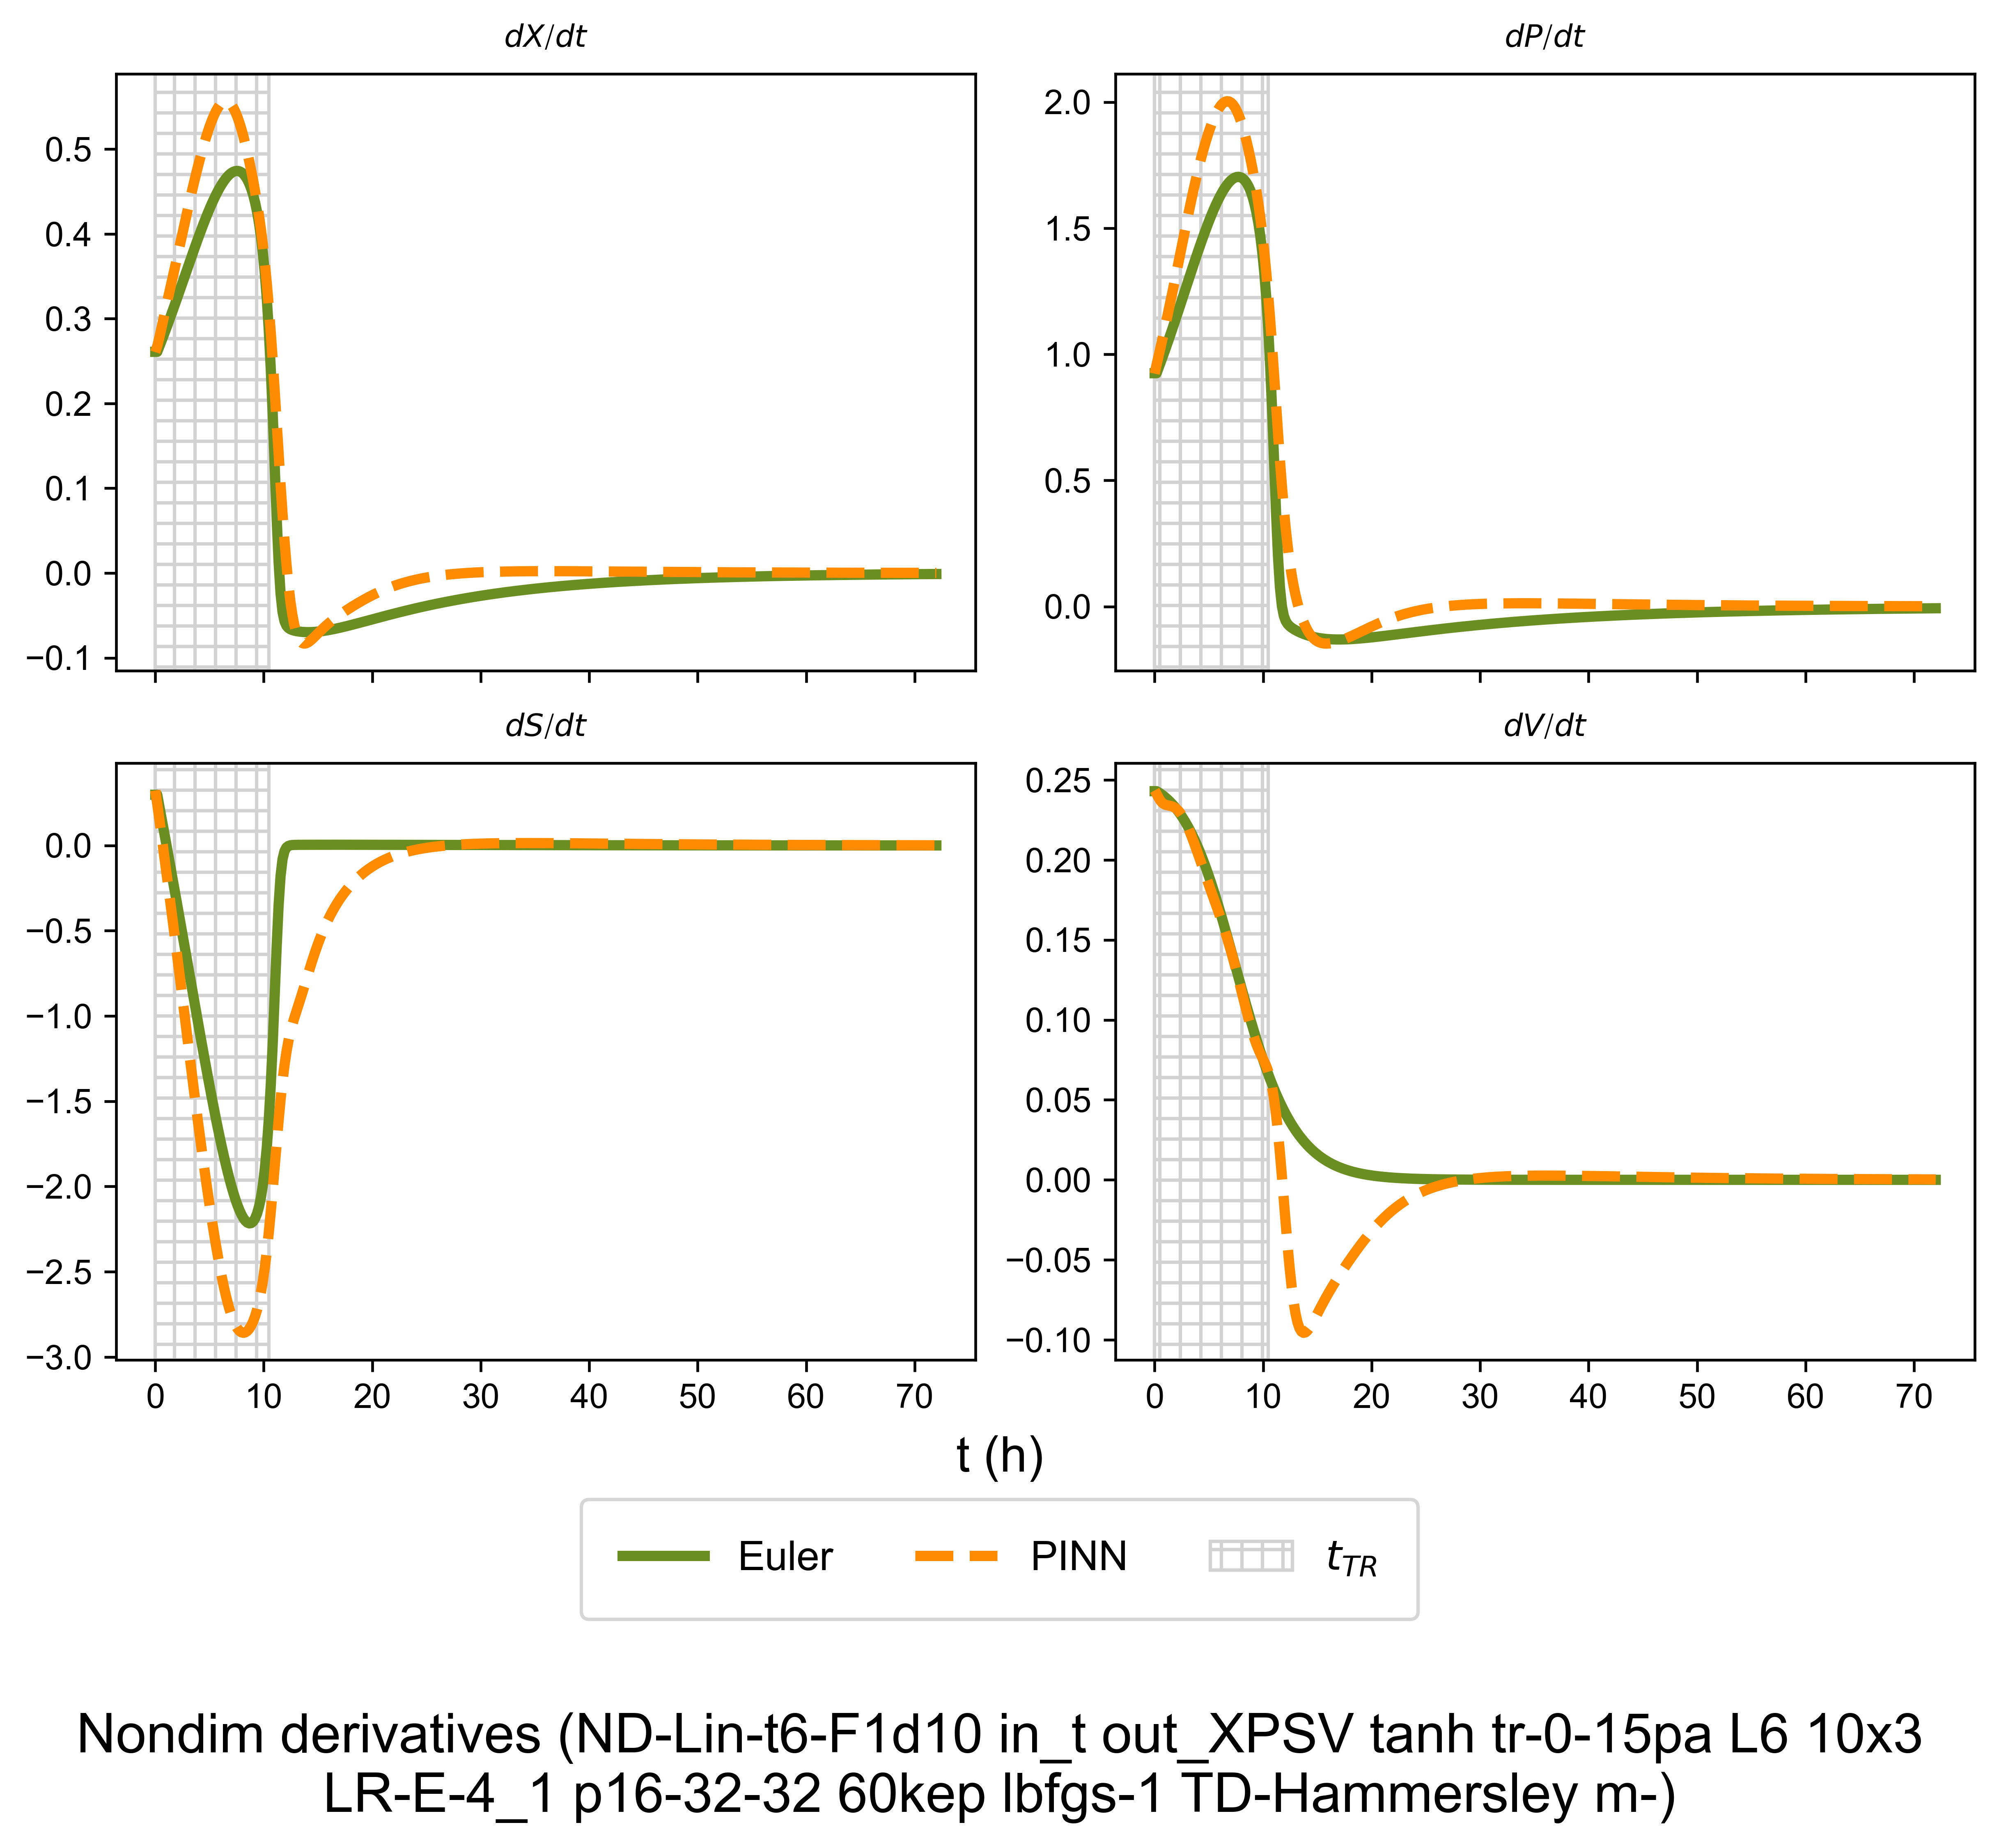 dX/dt
dP/dt
0.5
0.4
0.3
0.2
0.1
0.0
−0.1
2.0
1.5
1.0
0.5
0.0
dS/dt
dV/dt
0.0
−0.5
−1.0
−1.5
−2.0
−2.5
−3.0
0 10 20 30 40 50 60 70
0.25
0.20
0.15
0.10
0.05
0.00
−0.05
−0.10
0 10 20 30 40 50 60 70
t (h)
Euler PINN t_TR
Nondim derivatives (ND-Lin-t6-F1d10 in_t out_XPSV tanh tr-0-15pa L6 10x3
LR-E-4_1 p16-32-32 60kep lbfgs-1 TD-Hammersley m-)